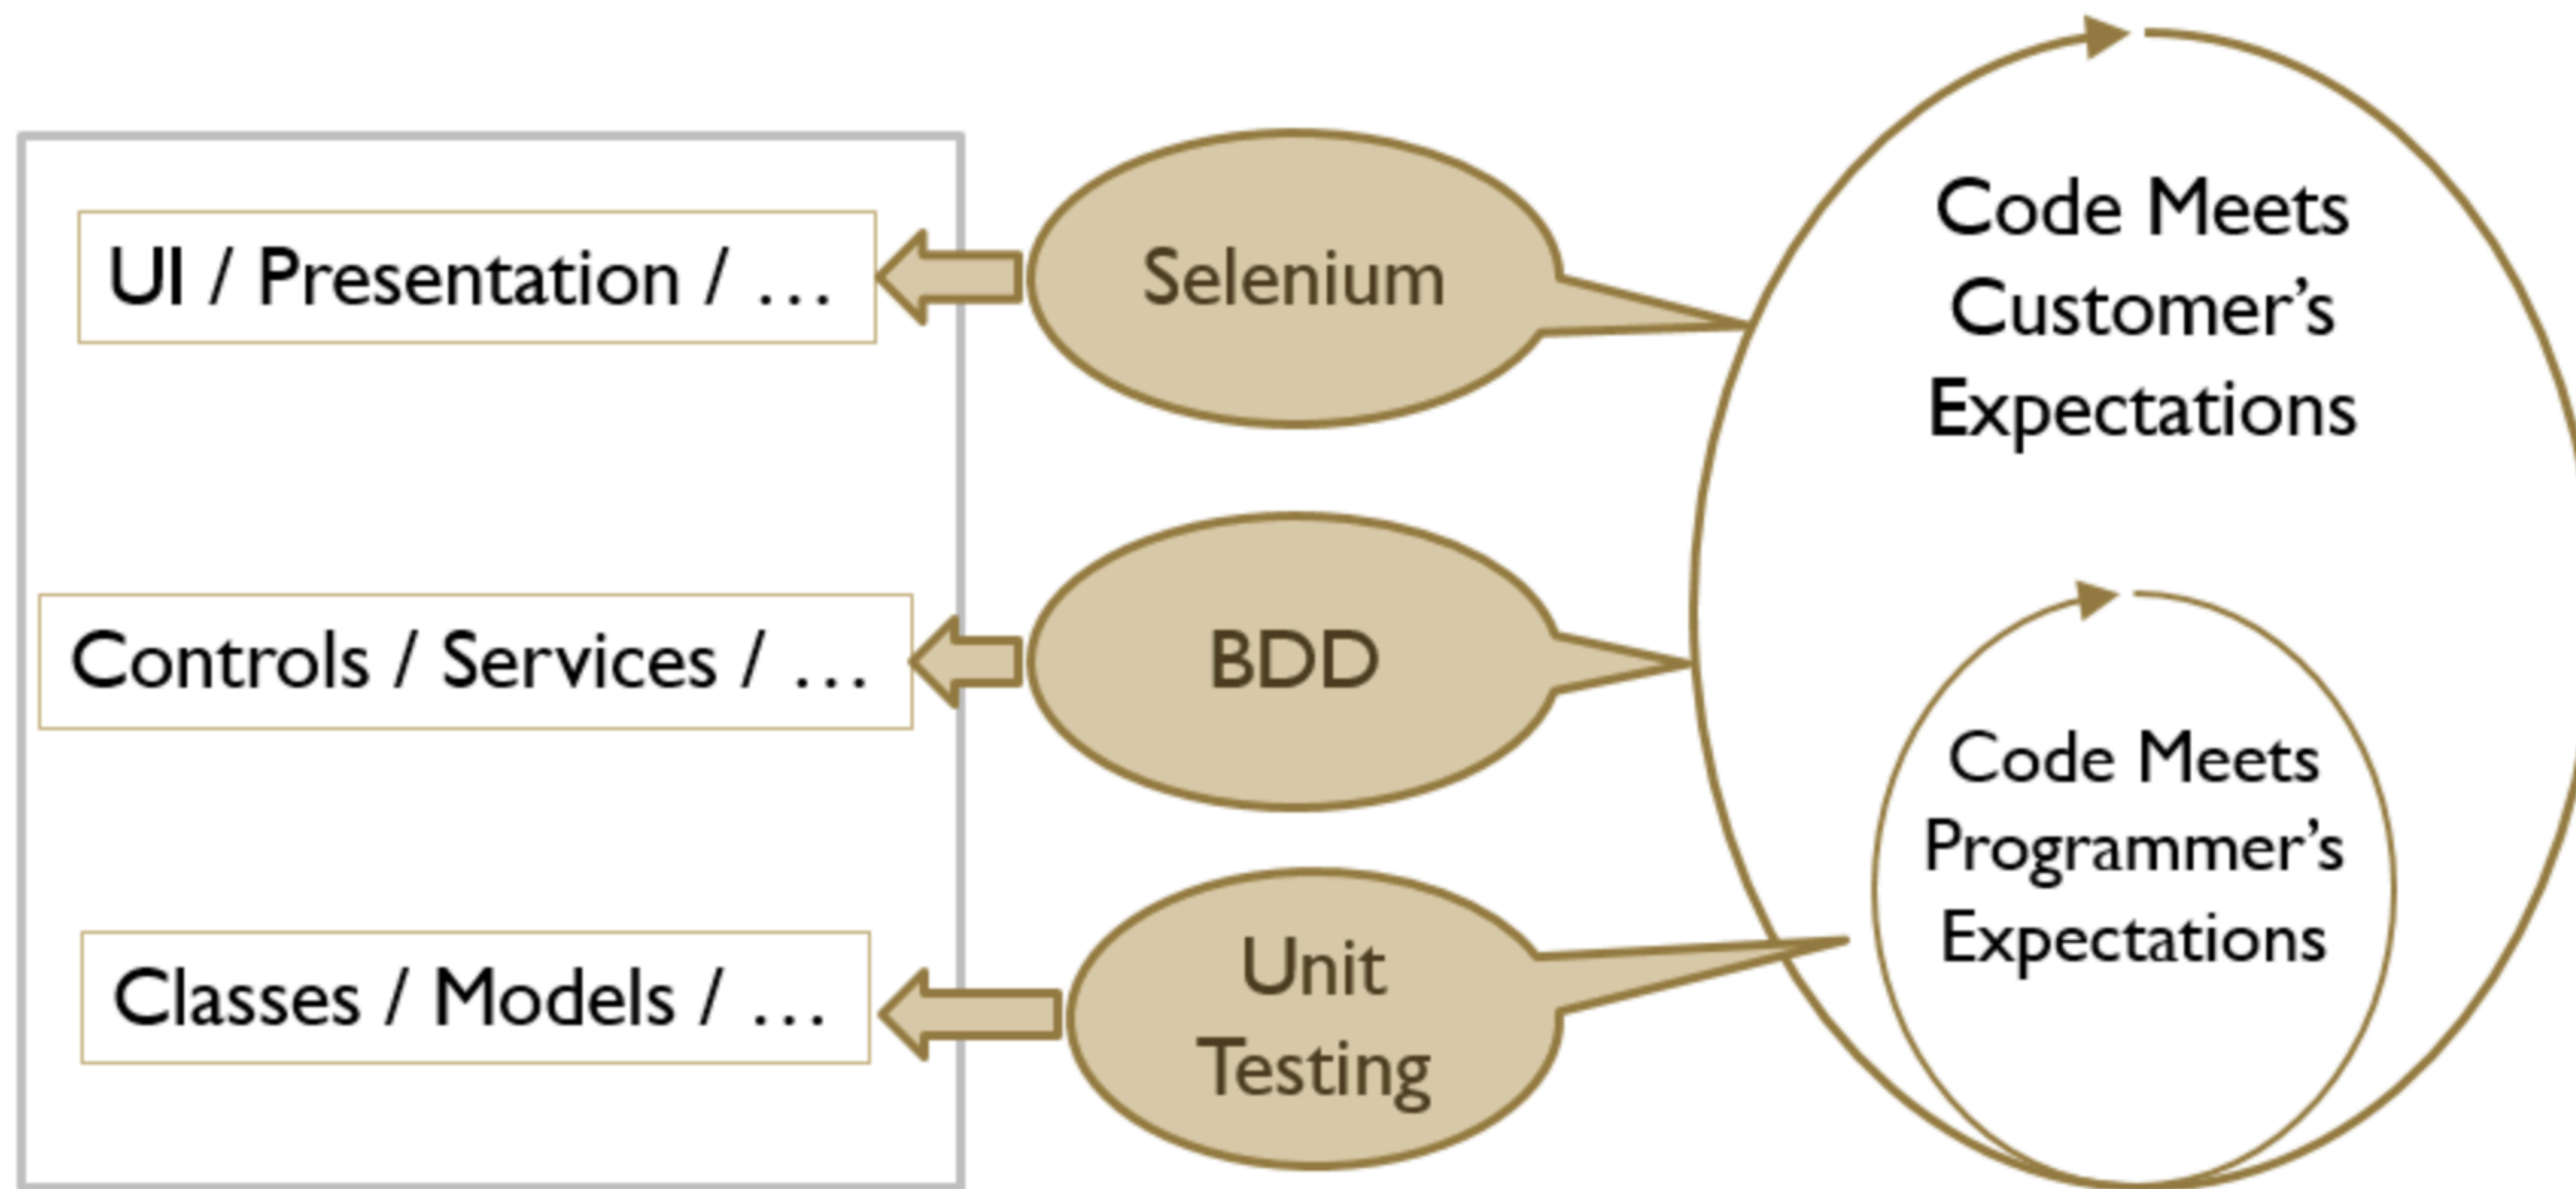 UI / Presentation / …
Selenium
Code Meets
Customer’s
Expectations
Controls / Services / …
BDD
Code Meets
Programmer’s
Expectations
Classes / Models / …
Unit
Testing